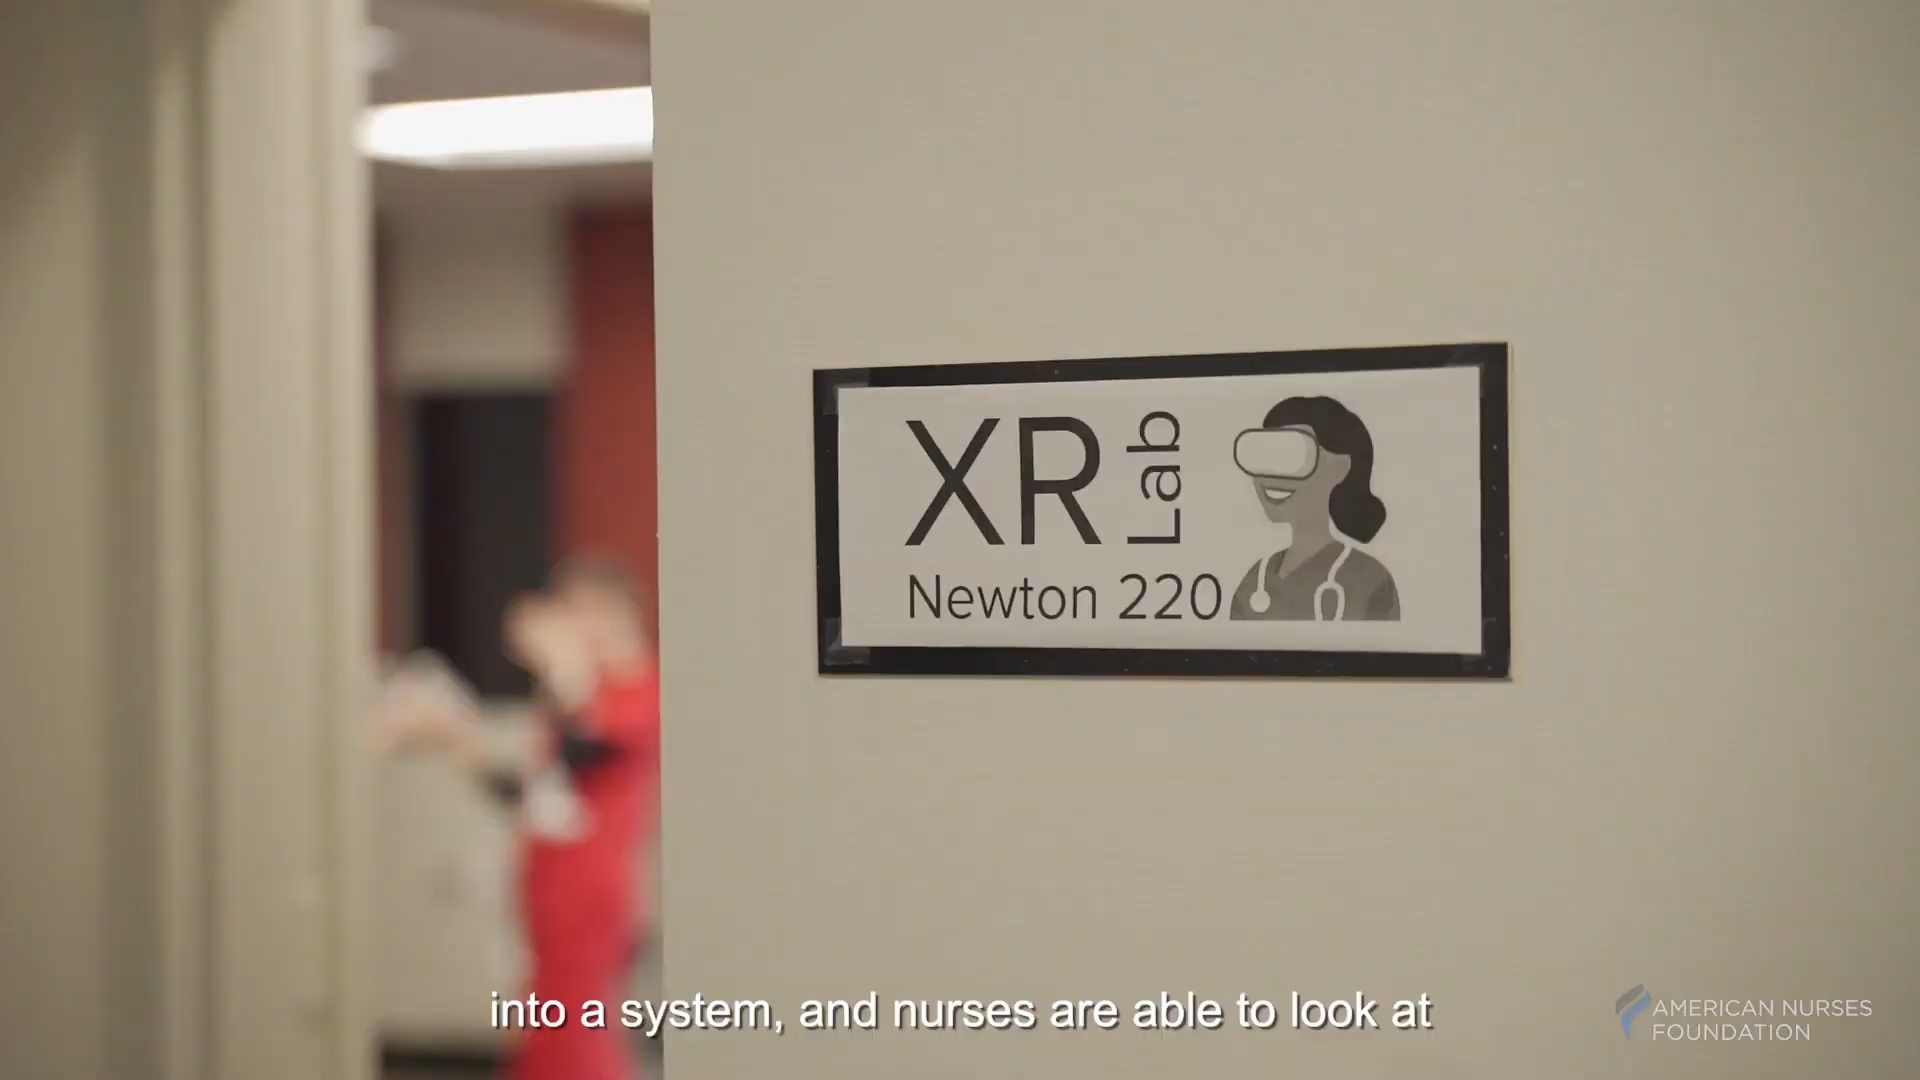 XR Lab
Newton 220
into a system, and nurses are able to look at
AMERICAN NURSES
FOUNDATION